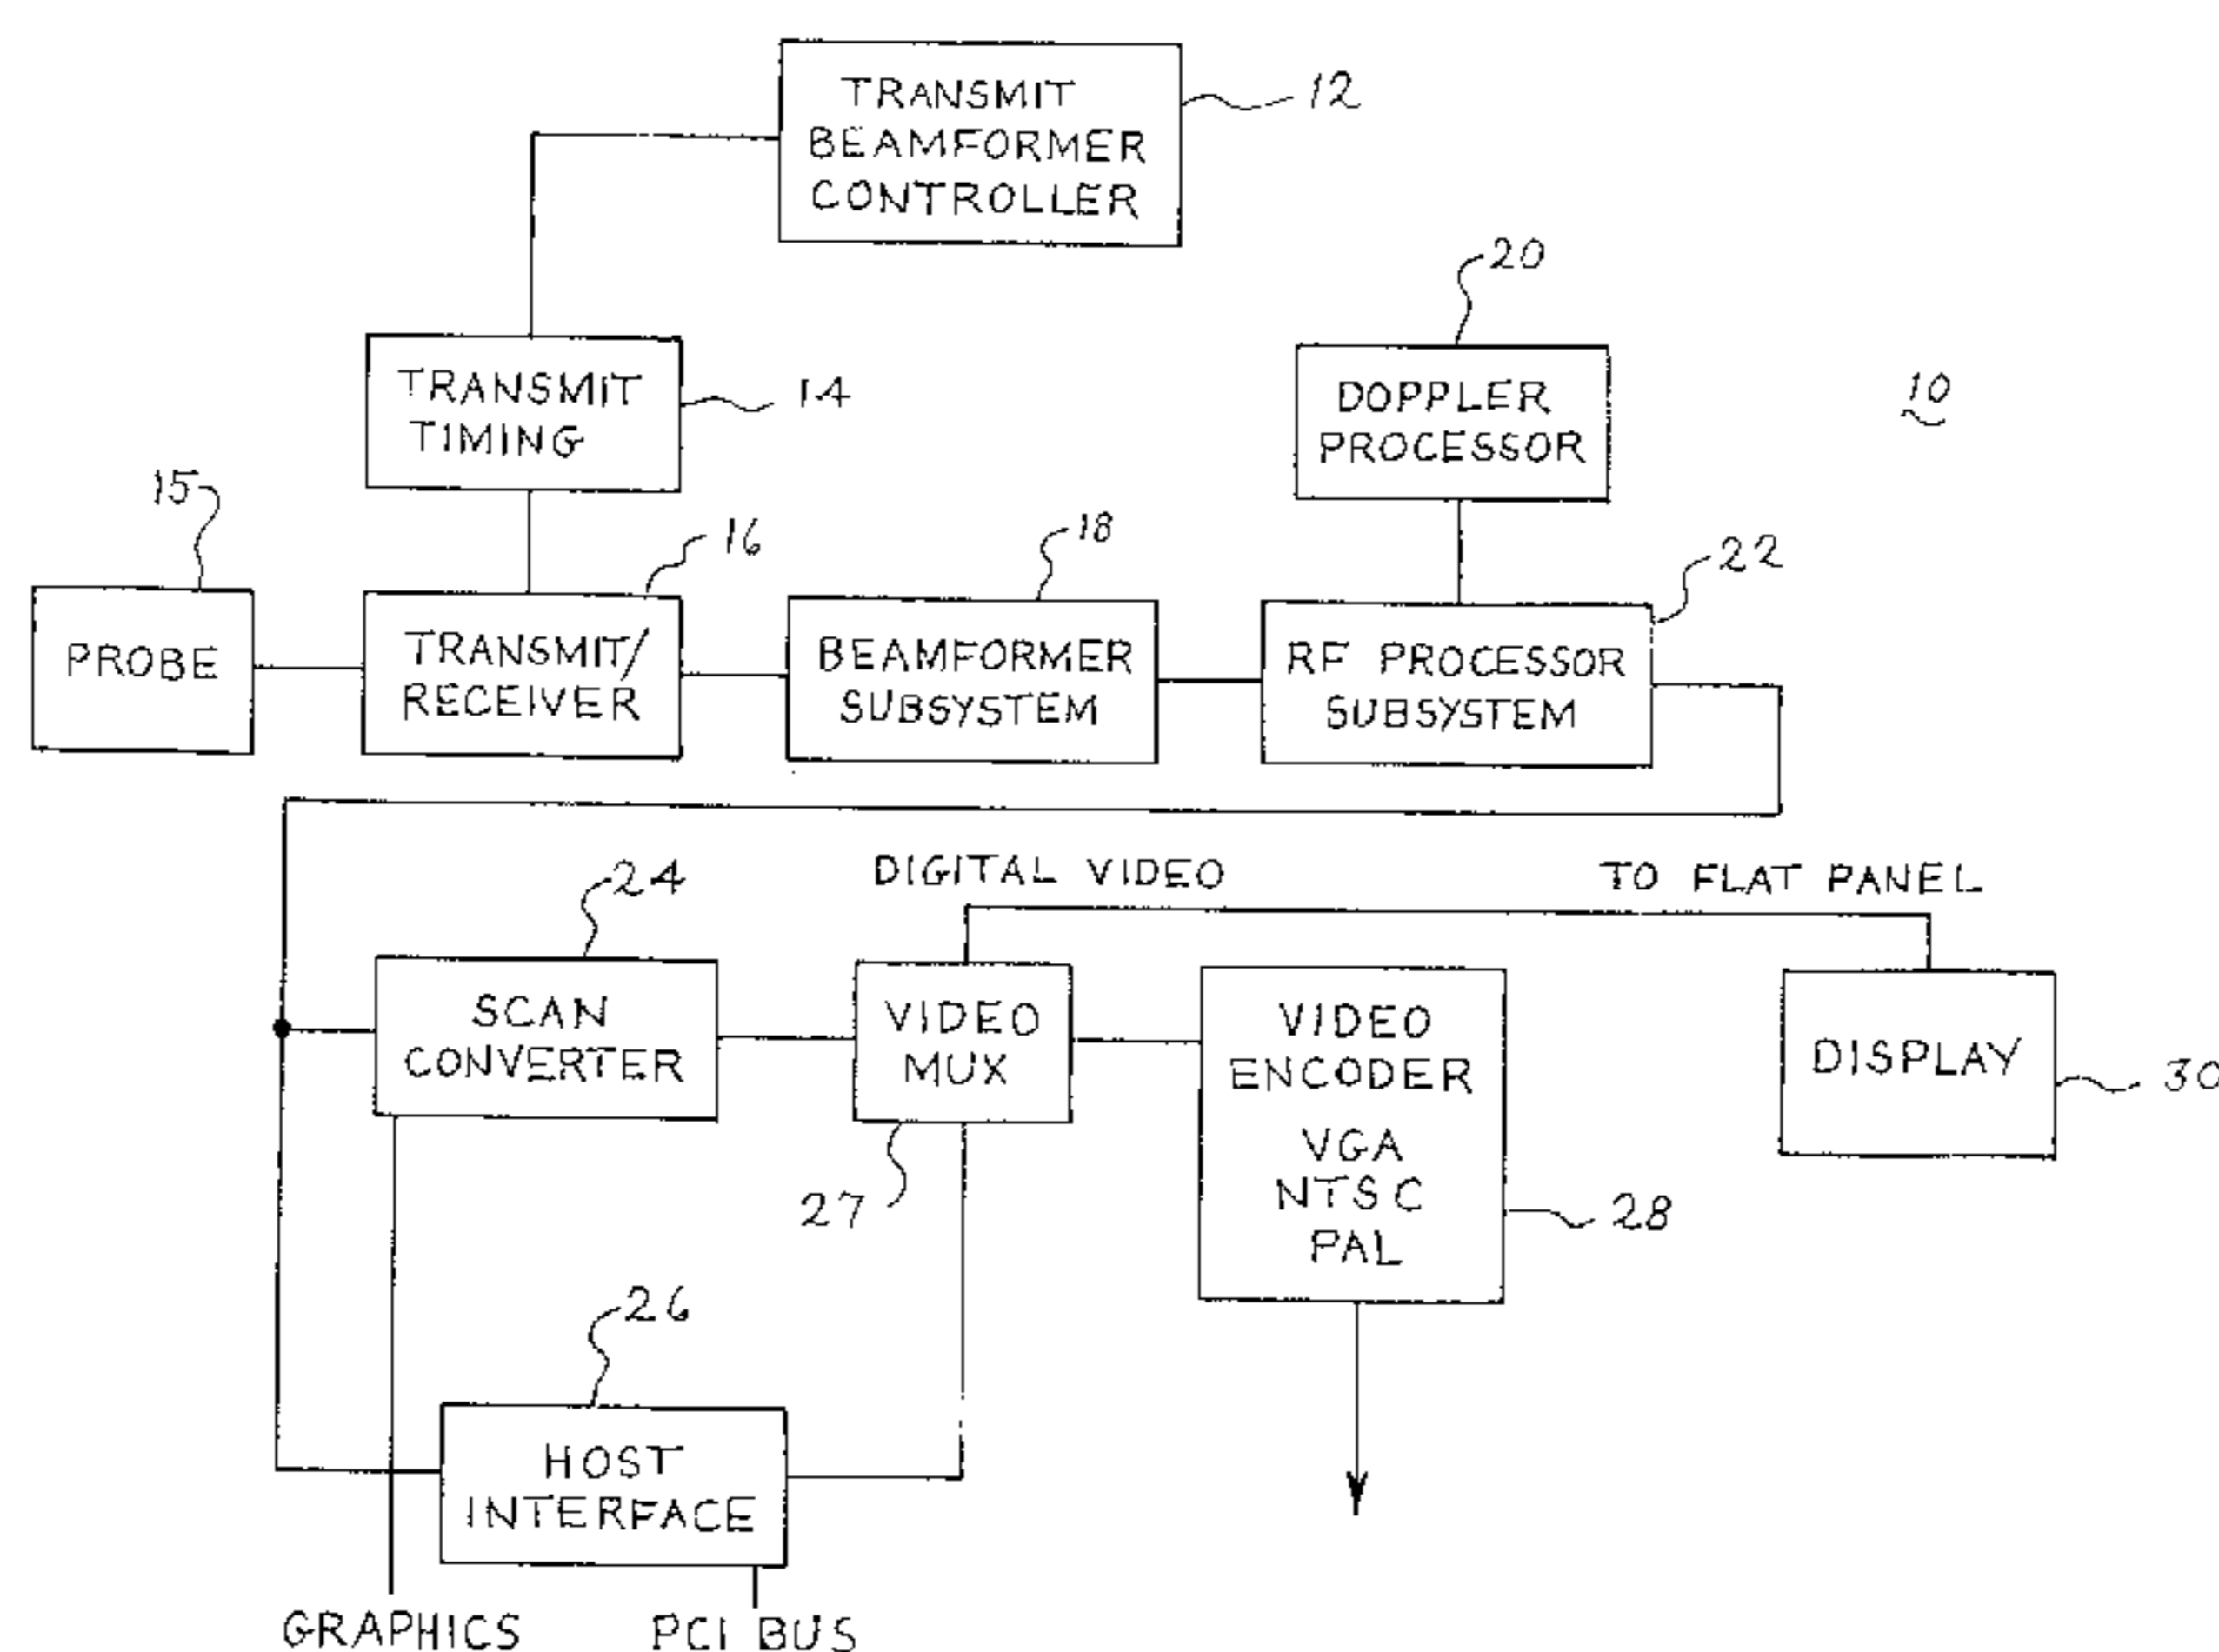 TRANSMIT
BEAMFORMER
CONTROLLER
12
20
TRANSMIT
TIMING
14
DOPPLER
PROCESSOR
10
15
16
18
22
PROBE
TRANSMIT/
RECEIVER
BEAMFORMER
SUBSYSTEM
RF PROCESSOR
SUBSYSTEM
24
DIGITAL VIDEO
TO FLAT PANEL
SCAN
CONVERTER
VIDEO
MUX
VIDEO
ENCODER
VGA
NTSC
PAL
DISPLAY
30
27
28
26
HOST
INTERFACE
GRAPHICS
PCI BUS